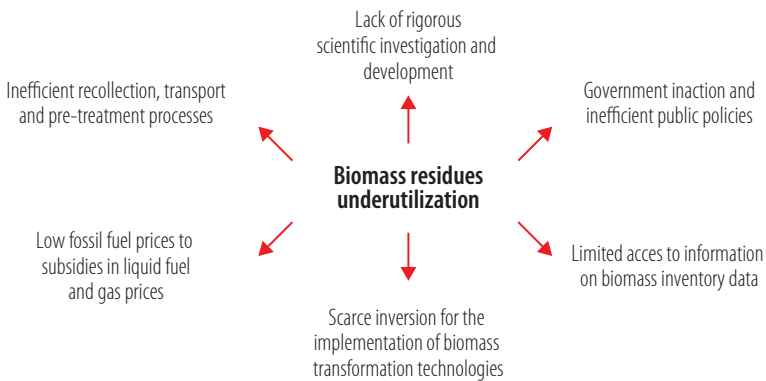 Lack of rigorous
scientific investigation and
development
Inefficient recollection, transport
and pre-treatment processes
Government inaction and
inefficient public policies
Biomass residues
underutilization
Low fossil fuel prices to
subsidies in liquid fuel
and gas prices
Limited acces to information
on biomass inventory data
Scarce inversion for the
implementation of biomass
transformation technologies